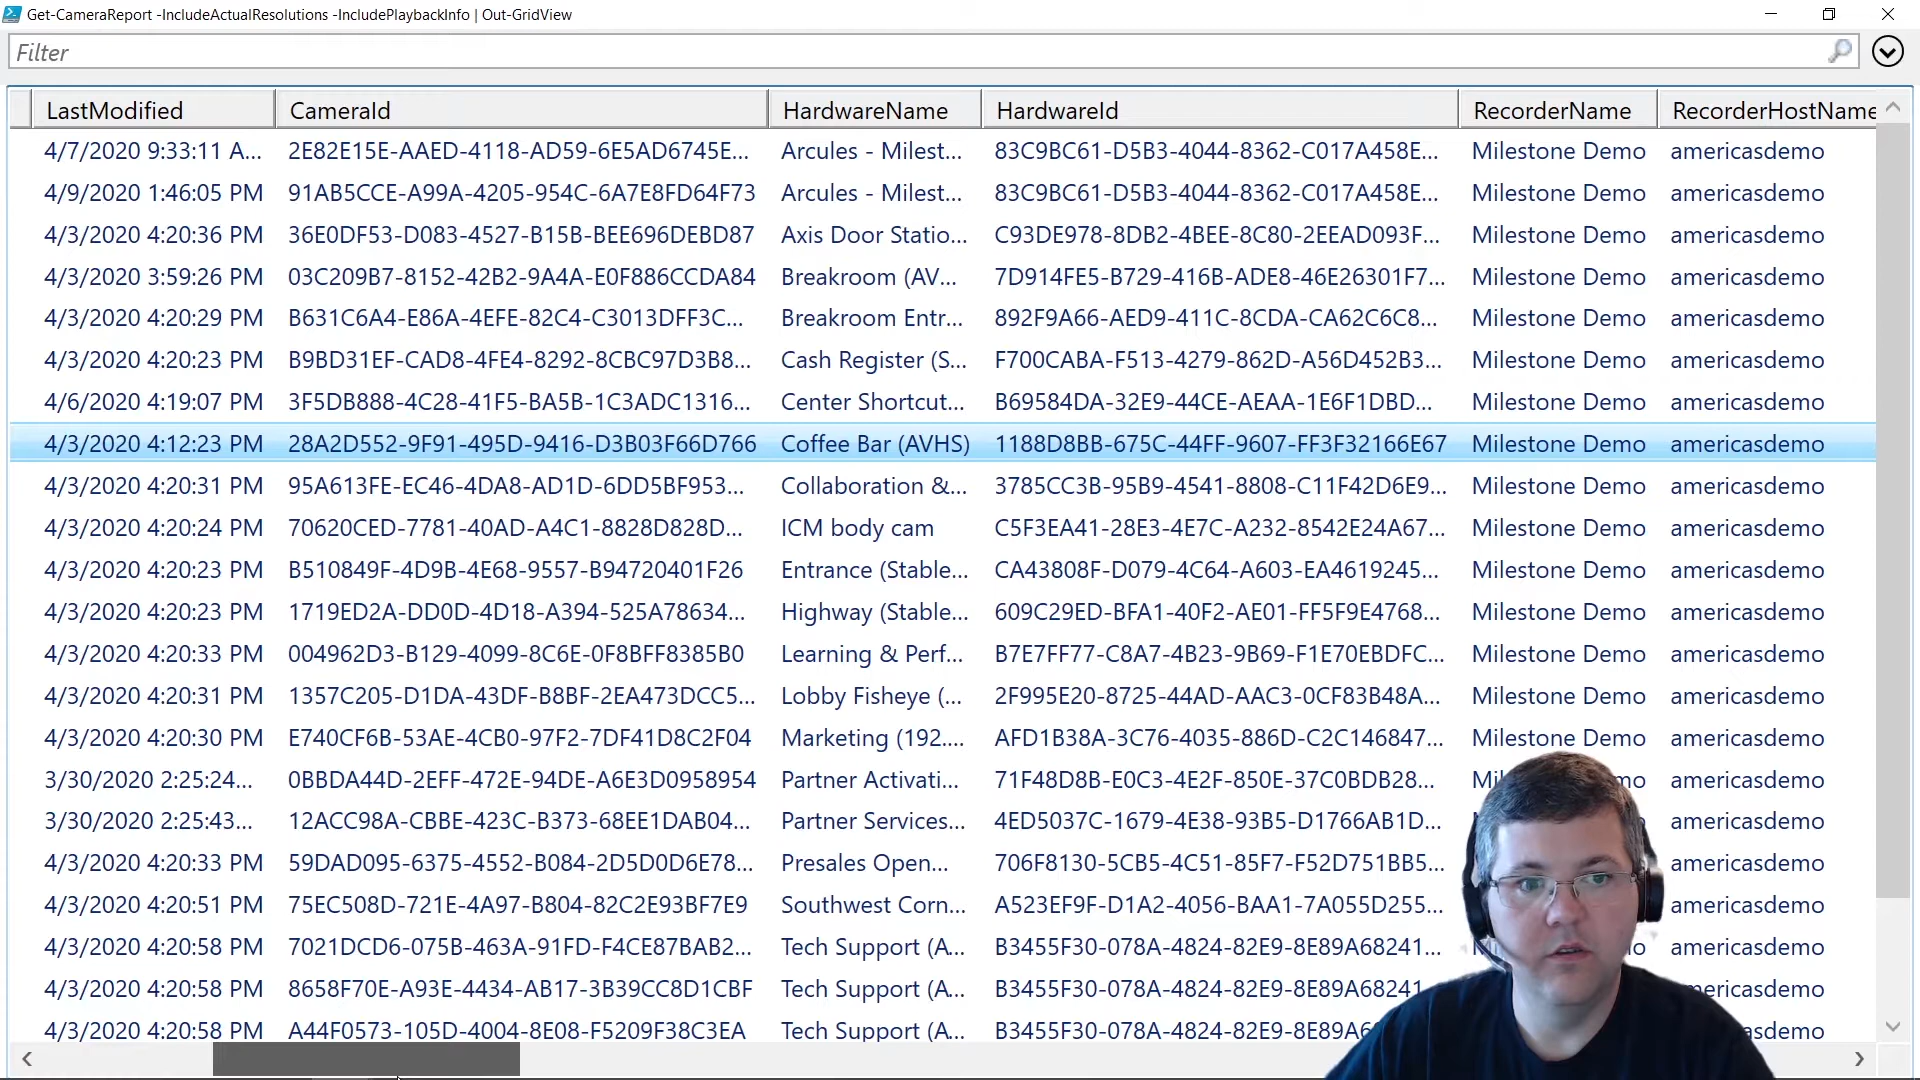 Get-CameraReport -IncludeActualResolutions -IncludePlaybackInfo | Out-GridView
Filter
LastModified CameraId HardwareName HardwareId RecorderName RecorderHostName
4/7/2020 9:33:11 A... 2E82E15E-AAED-4118-AD59-6E5AD6745E... Arcules - Milest... 83C9BC61-D5B3-4044-8362-C017A458E... Milestone Demo americasdemo
4/9/2020 1:46:05 PM 91AB5CCE-A99A-4205-954C-6A7E8FD64F73 Arcules - Milest... 83C9BC61-D5B3-4044-8362-C017A458E... Milestone Demo americasdemo
4/3/2020 4:20:36 PM 36E0DF53-D083-4527-B15B-BEE696DEBD87 Axis Door Statio... C93DE978-8DB2-4BEE-8C80-2EEAD093F... Milestone Demo americasdemo
4/3/2020 3:59:26 PM 03C209B7-8152-42B2-9A4A-E0F886CCDA84 Breakroom (AV... 7D914FE5-B729-416B-ADE8-46E26301F7... Milestone Demo americasdemo
4/3/2020 4:20:29 PM B631C6A4-E86A-4EFE-82C4-C3013DFF3C... Breakroom Entr... 892F9A66-AED9-411C-8CDA-CA62C6C8... Milestone Demo americasdemo
4/3/2020 4:20:23 PM B9BD31EF-CAD8-4FE4-8292-8CBC97D3B8... Cash Register (S... F700CABA-F513-4279-862D-A56D452B3... Milestone Demo americasdemo
4/6/2020 4:19:07 PM 3F5DB888-4C28-41F5-BA5B-1C3ADC1316... Center Shortcut... B69584DA-32E9-44CE-AEAA-1E6F1DBD... Milestone Demo americasdemo
4/3/2020 4:12:23 PM 28A2D552-9F91-495D-9416-D3B03F66D766 Coffee Bar (AVHS) 1188D8BB-675C-44FF-9607-FF3F32166E67 Milestone Demo americasdemo
4/3/2020 4:20:31 PM 95A613FE-EC46-4DA8-AD1D-6DD5BF953... Collaboration &... 3785CC3B-95B9-4541-8808-C11F42D6E9... Milestone Demo americasdemo
4/3/2020 4:20:24 PM 70620CED-7781-40AD-A4C1-8828D828D... ICM body cam C5F3EA41-28E3-4E7C-A232-8542E24A67... Milestone Demo americasdemo
4/3/2020 4:20:23 PM B510849F-4D9B-4E68-9557-B94720401F26 Entrance (Stable... CA43808F-D079-4C64-A603-EA4619245... Milestone Demo americasdemo
4/3/2020 4:20:23 PM 1719ED2A-DD0D-4D18-A394-525A78634... Highway (Stable... 609C29ED-BFA1-40F2-AE01-FF5F9E4768... Milestone Demo americasdemo
4/3/2020 4:20:33 PM 004962D3-B129-4099-8C6E-0F8BFF8385B0 Learning & Perf... B7E7FF77-C8A7-4B23-9B69-F1E70EBDFC... Milestone Demo americasdemo
4/3/2020 4:20:31 PM 1357C205-D1DA-43DF-B8BF-2EA473DCC5... Lobby Fisheye (... 2F995E20-8725-44AD-AAC3-0CF83B48A... Milestone Demo americasdemo
4/3/2020 4:20:30 PM E740CF6B-53AE-4CB0-97F2-7DF41D8C2F04 Marketing (192.... AFD1B38A-3C76-4035-886D-C2C146847... Milestone Demo americasdemo
3/30/2020 2:25:24... 0BBDA44D-2EFF-472E-94DE-A6E3D0958954 Partner Activati... 71F48D8B-E0C3-4E2F-850E-37C0BDB28... americasdemo
3/30/2020 2:25:43... 12ACC98A-CBBE-423C-B373-68EE1DAB04... Partner Services... 4ED5037C-1679-4E38-93B5-D1766AB1D... americasdemo
4/3/2020 4:20:33 PM 59DAD095-6375-4552-B084-2D5D0D6E78... Presales Open... 706F8130-5CB5-4C51-85F7-F52D751BB5... americasdemo
4/3/2020 4:20:51 PM 75EC508D-721E-4A97-B804-82C2E93BF7E9 Southwest Corn... A523EF9F-D1A2-4056-BAA1-7A055D255... americasdemo
4/3/2020 4:20:58 PM 7021DCD6-075B-463A-91FD-F4CE87BAB2... Tech Support (A... B3455F30-078A-4824-82E9-8E89A68241... americasdemo
4/3/2020 4:20:58 PM 8658F70E-A93E-4434-AB17-3B39CC8D1CBF Tech Support (A... B3455F30-078A-4824-82E9-8E89A68241 americasdemo
4/3/2020 4:20:58 PM A44F0573-105D-4004-8E08-F5209F38C3EA Tech Support (A...